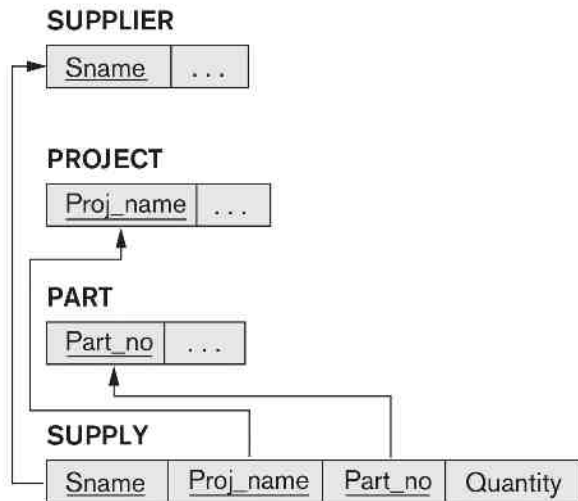 SUPPLIER
Sname . . .
PROJECT
Proj_name . . .
PART
Part_no . . .
SUPPLY
Sname Proj_name Part_no Quantity